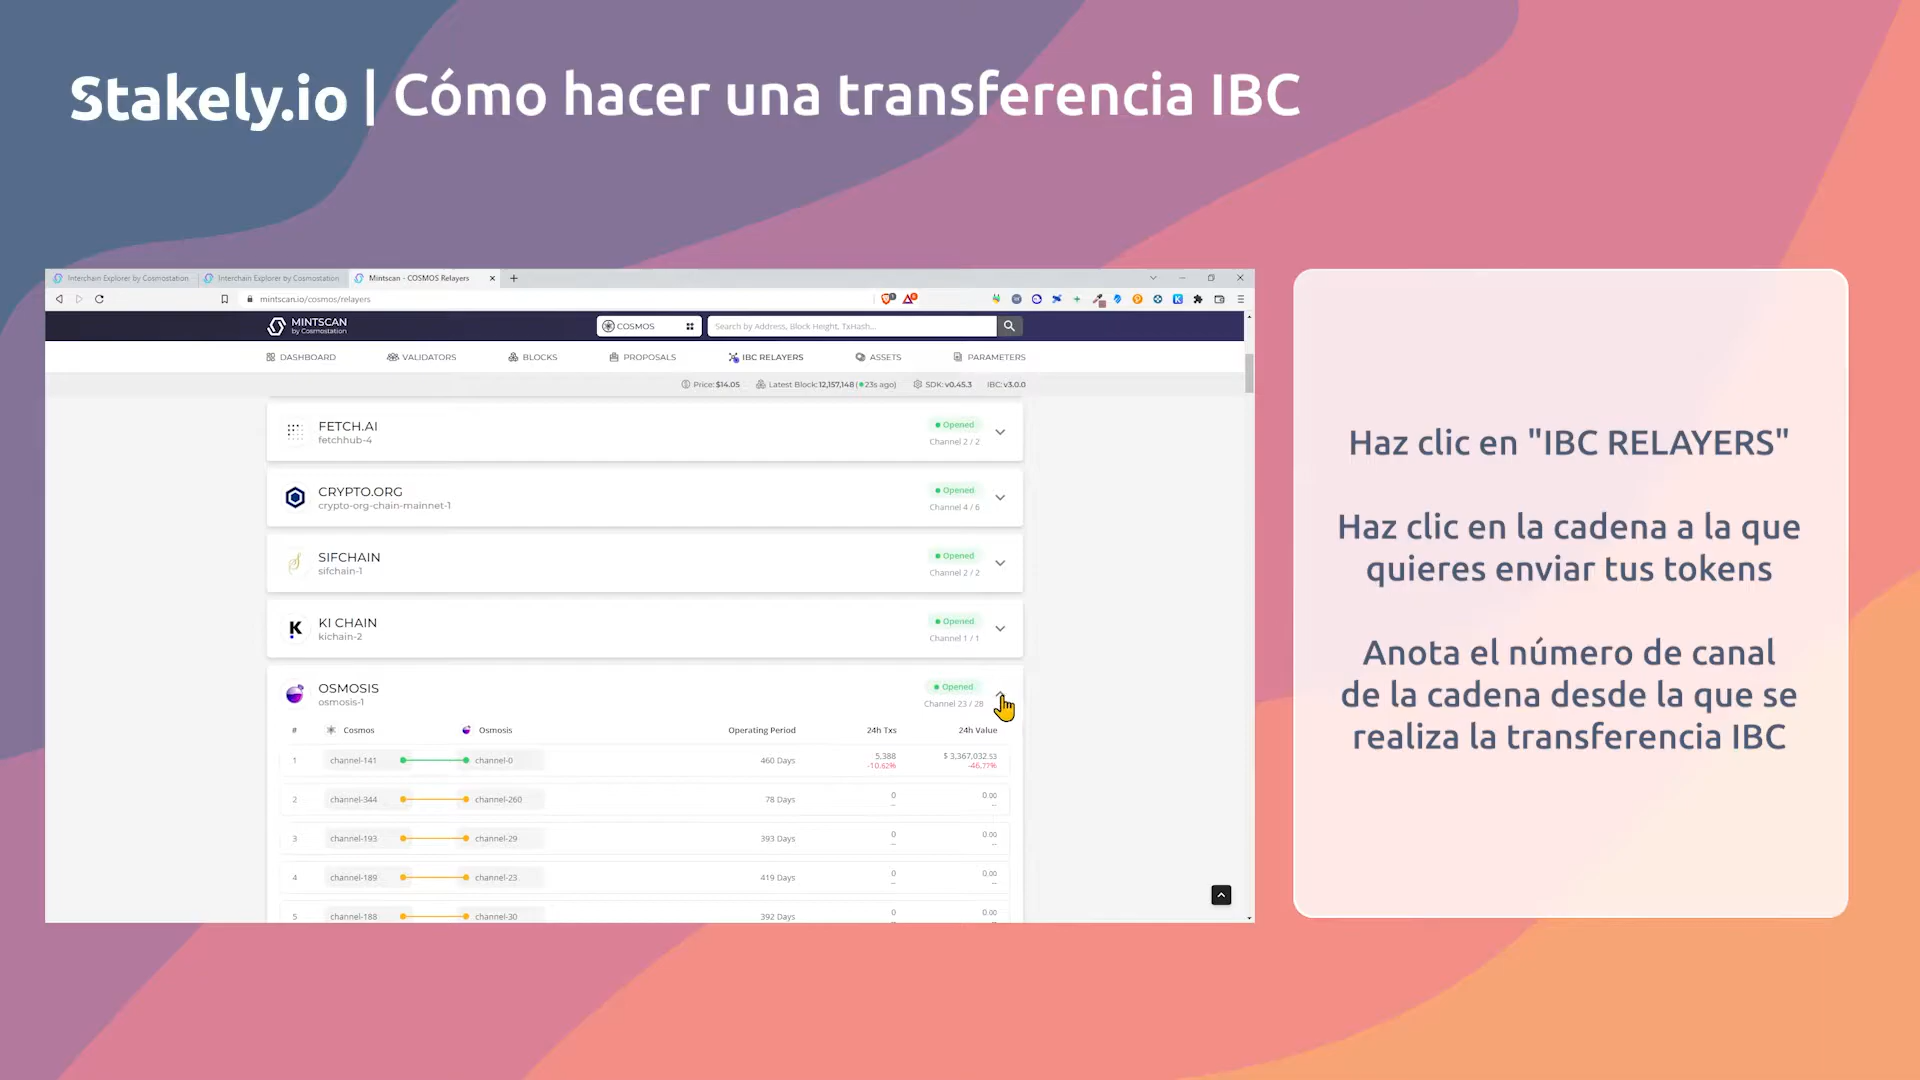 Stakely.io | Cómo hacer una transferencia IBC
Interchain Explorer by Cosmostation
Interchain Explorer by Cosmostation
Mintscan - COSMOS Relayers
mintscan.io/cosmos/relayers
MINTSCAN
by Cosmostation
COSMOS
Search by Address, Block Height, TxHash...
DASHBOARD
VALIDATORS
BLOCKS
PROPOSALS
IBC RELAYERS
ASSETS
PARAMETERS
Price: $14.05
Latest Block: 12,157,148 (23s ago)
SDK: v0.45.3
IBC: v3.0.0
FETCH.AI
fetchhub-4
Opened
Channel 2 / 2
CRYPTO.ORG
crypto-org-chain-mainnet-1
Opened
Channel 4 / 6
SIFCHAIN
sifchain-1
Opened
Channel 2 / 2
KI CHAIN
kichain-2
Opened
Channel 1 / 1
OSMOSIS
osmosis-1
Opened
Channel 23 / 28
# Cosmos Osmosis Operating Period 24h Txs 24h Value
1 channel-141 channel-0 460 Days 5,388 $ 3,367,032.53
-10.62% -46.77%
2 channel-344 channel-260 78 Days 0 0.00
-- --
3 channel-193 channel-29 393 Days 0 0.00
-- --
4 channel-189 channel-23 419 Days 0 0.00
-- --
5 channel-188 channel-30 392 Days 0 0.00
Haz clic en "IBC RELAYERS"
Haz clic en la cadena a la que
quieres enviar tus tokens
Anota el número de canal
de la cadena desde la que se
realiza la transferencia IBC